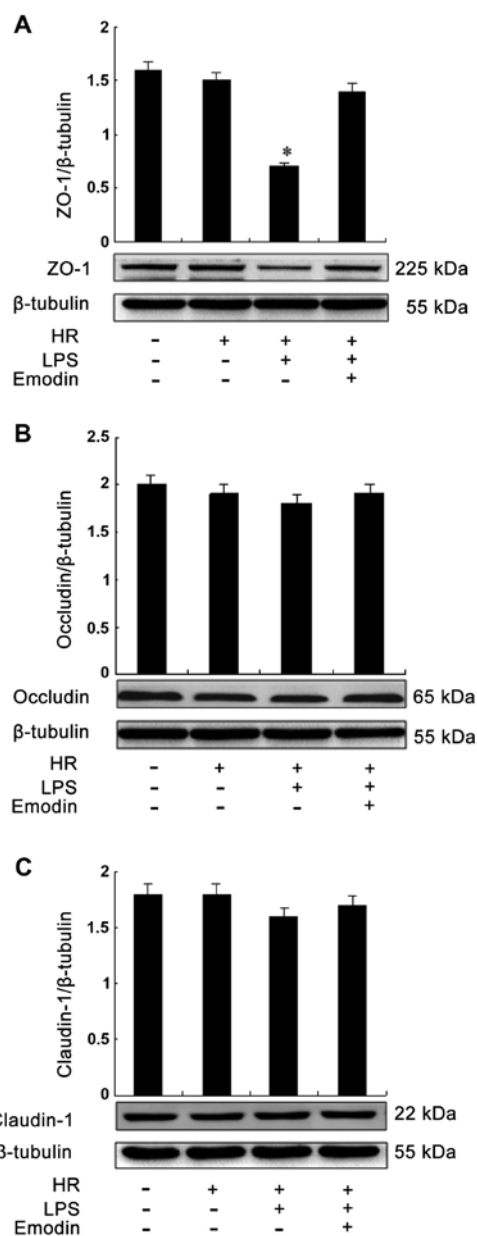 A
2
1.5
1
0.5
0
ZO-1/β-tubulin
*
ZO-1 225 kDa
β-tubulin 55 kDa
HR - + + +
LPS - - + +
Emodin - - - +
B
2.5
2
1.5
1
0.5
0
Occludin/β-tubulin
Occludin 65 kDa
β-tubulin 55 kDa
HR - + + +
LPS - - + +
Emodin - - +
C
2
1.5
1
0.5
0
Claudin-1/β-tubulin
Claudin-1 22 kDa
β-tubulin 55 kDa
HR - + + +
LPS - - + +
Emodin - - +